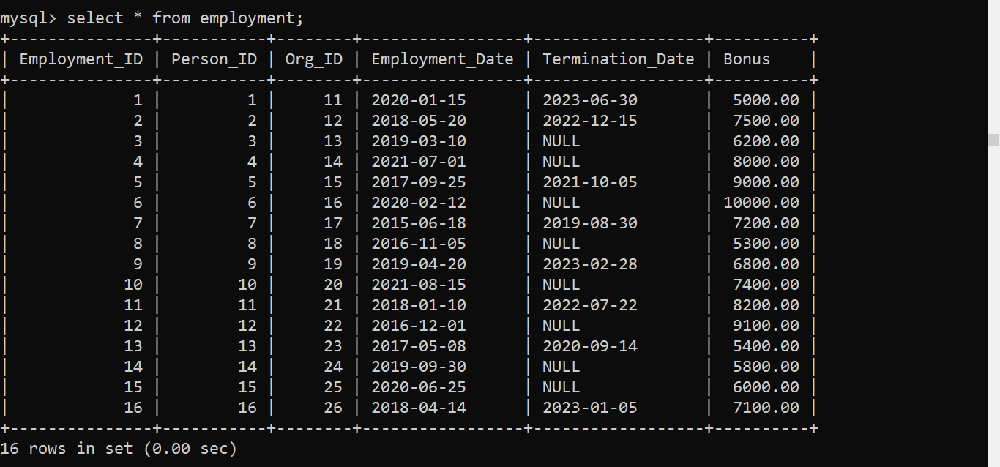 mysql> select * from employment;
+---------------+-----------+--------+-----------------+------------------+----------+
| Employment_ID | Person_ID | Org_ID | Employment_Date | Termination_Date | Bonus    |
+---------------+-----------+--------+-----------------+------------------+----------+
|             1 |         1 |     11 | 2020-01-15      | 2023-06-30       |  5000.00 |
|             2 |         2 |     12 | 2018-05-20      | 2022-12-15       |  7500.00 |
|             3 |         3 |     13 | 2019-03-10      | NULL             |  6200.00 |
|             4 |         4 |     14 | 2021-07-01      | NULL             |  8000.00 |
|             5 |         5 |     15 | 2017-09-25      | 2021-10-05       |  9000.00 |
|             6 |         6 |     16 | 2020-02-12      | NULL             | 10000.00 |
|             7 |         7 |     17 | 2015-06-18      | 2019-08-30       |  7200.00 |
|             8 |         8 |     18 | 2016-11-05      | NULL             |  5300.00 |
|             9 |         9 |     19 | 2019-04-20      | 2023-02-28       |  6800.00 |
|            10 |        10 |     20 | 2021-08-15      | NULL             |  7400.00 |
|            11 |        11 |     21 | 2018-01-10      | 2022-07-22       |  8200.00 |
|            12 |        12 |     22 | 2016-12-01      | NULL             |  9100.00 |
|            13 |        13 |     23 | 2017-05-08      | 2020-09-14       |  5400.00 |
|            14 |        14 |     24 | 2019-09-30      | NULL             |  5800.00 |
|            15 |        15 |     25 | 2020-06-25      | NULL             |  6000.00 |
|            16 |        16 |     26 | 2018-04-14      | 2023-01-05       |  7100.00 |
+---------------+-----------+--------+-----------------+------------------+----------+
16 rows in set (0.00 sec)